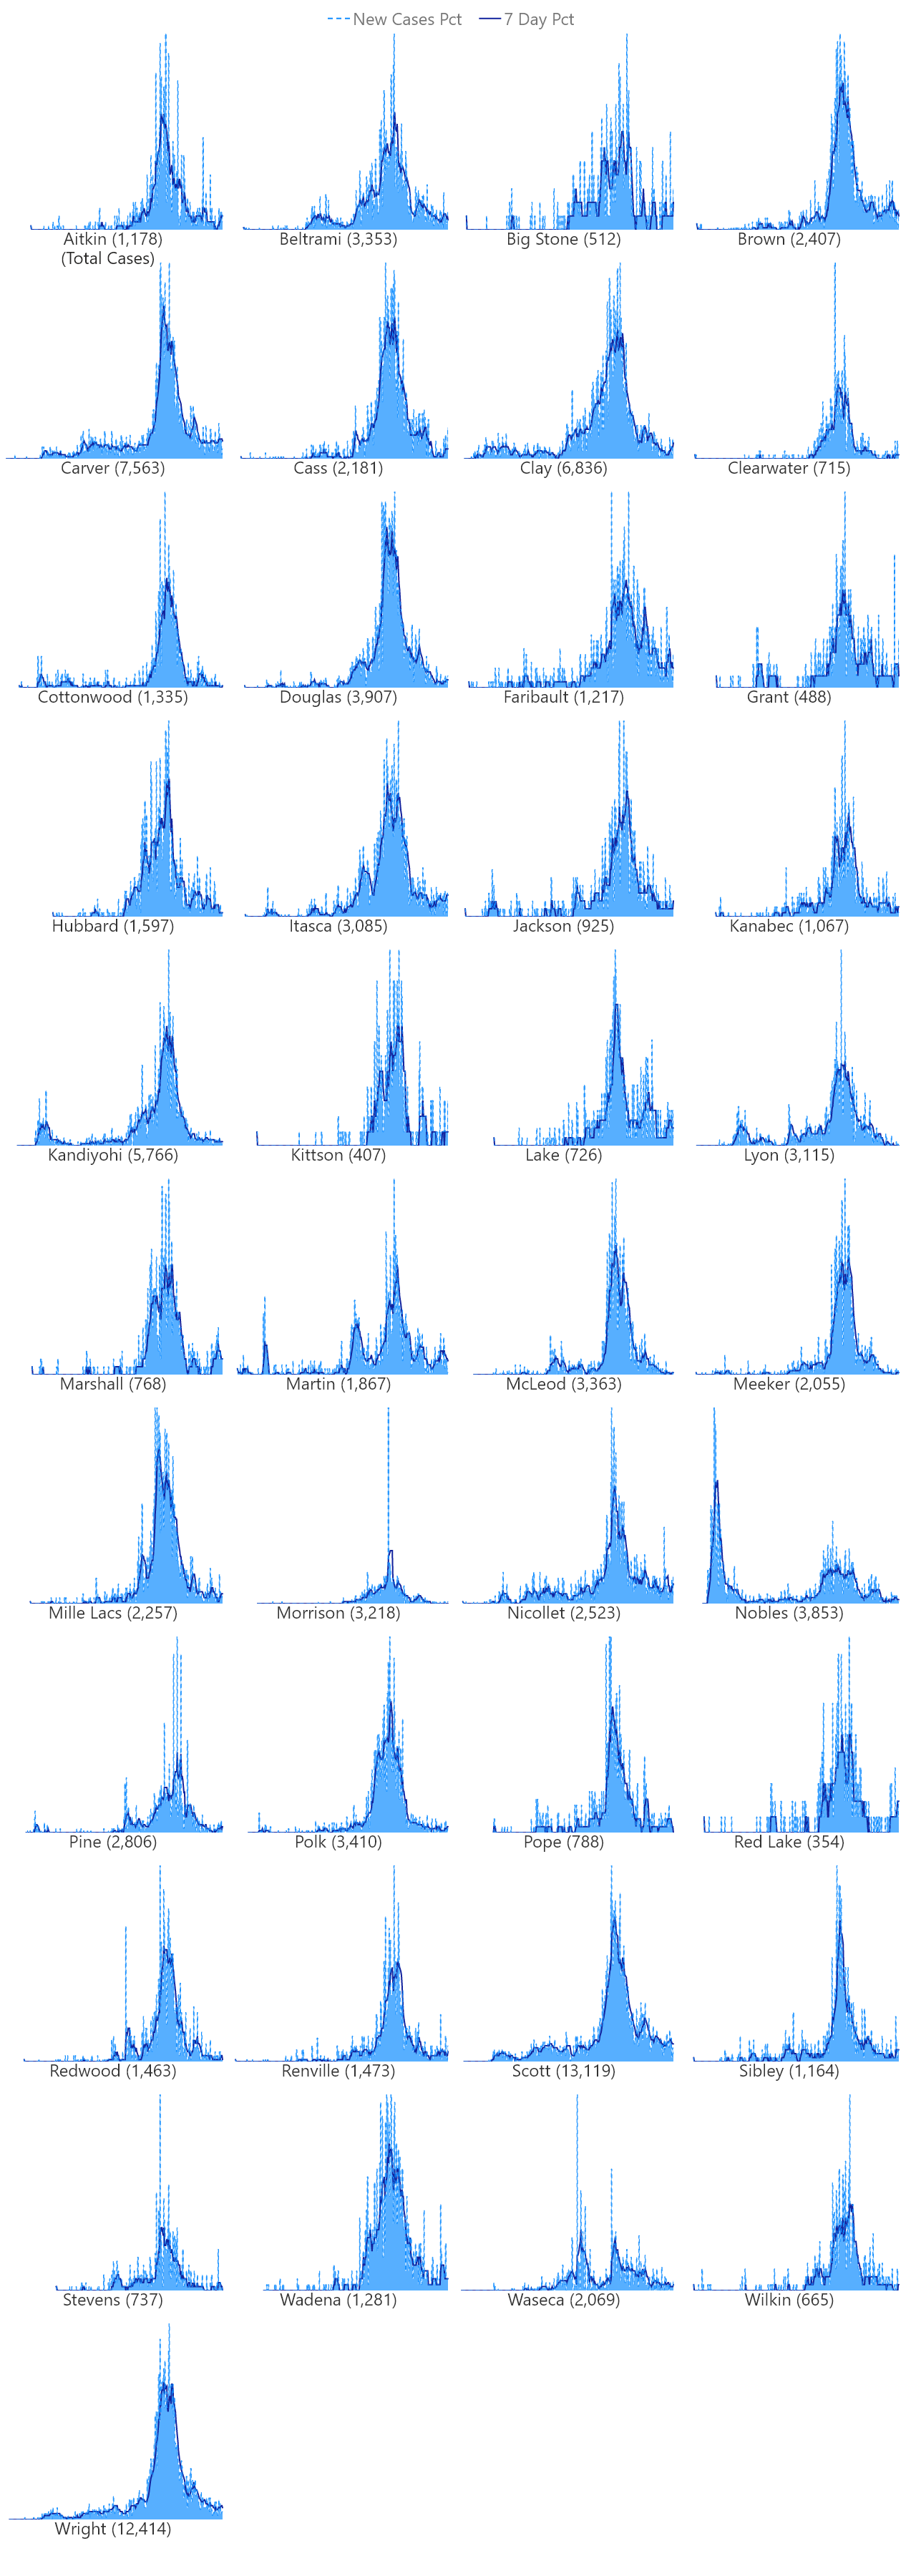 New Cases Pct 7 Day Pct
Aitkin (1,178) Beltrami (3,353) Big Stone (512) Brown (2,407)
(Total Cases)
Carver (7,563) Cass (2,181) Clay (6,836) Clearwater (715)
Cottonwood (1,335) Douglas (3,907) Faribault (1,217) Grant (488)
Hubbard (1,597) Itasca (3,085) Jackson (925) Kanabec (1,067)
Kandiyohi (5,766) Kittson (407) Lake (726) Lyon (3,115)
Marshall (768) Martin (1,867) McLeod (3,363) Meeker (2,055)
Mille Lacs (2,257) Morrison (3,218) Nicollet (2,523) Nobles (3,853)
Pine (2,806) Polk (3,410) Pope (788) Red Lake (354)
Redwood (1,463) Renville (1,473) Scott (13,119) Sibley (1,164)
Stevens (737) Wadena (1,281) Waseca (2,069) Wilkin (665)
Wright (12,414)